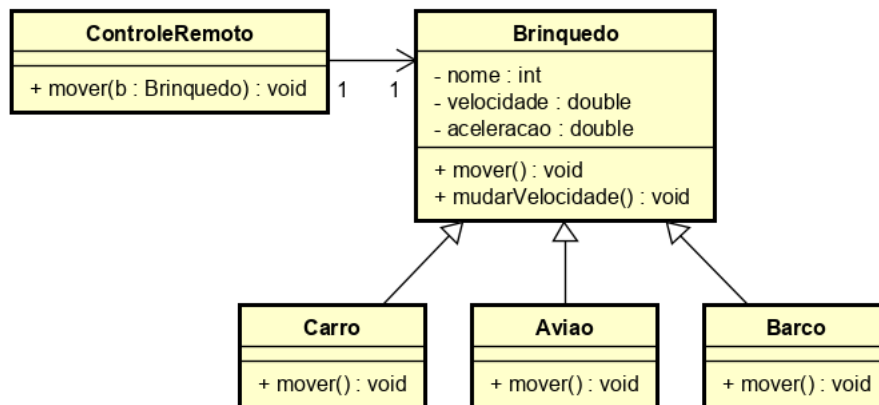 ControleRemoto
+ mover(b : Brinquedo) : void
1
1
Brinquedo
- nome : int
- velocidade : double
- aceleracao : double
+ mover() : void
+ mudarVelocidade() : void
Carro
+ mover() : void
Aviao
+ mover() : void
Barco
+ mover() : void